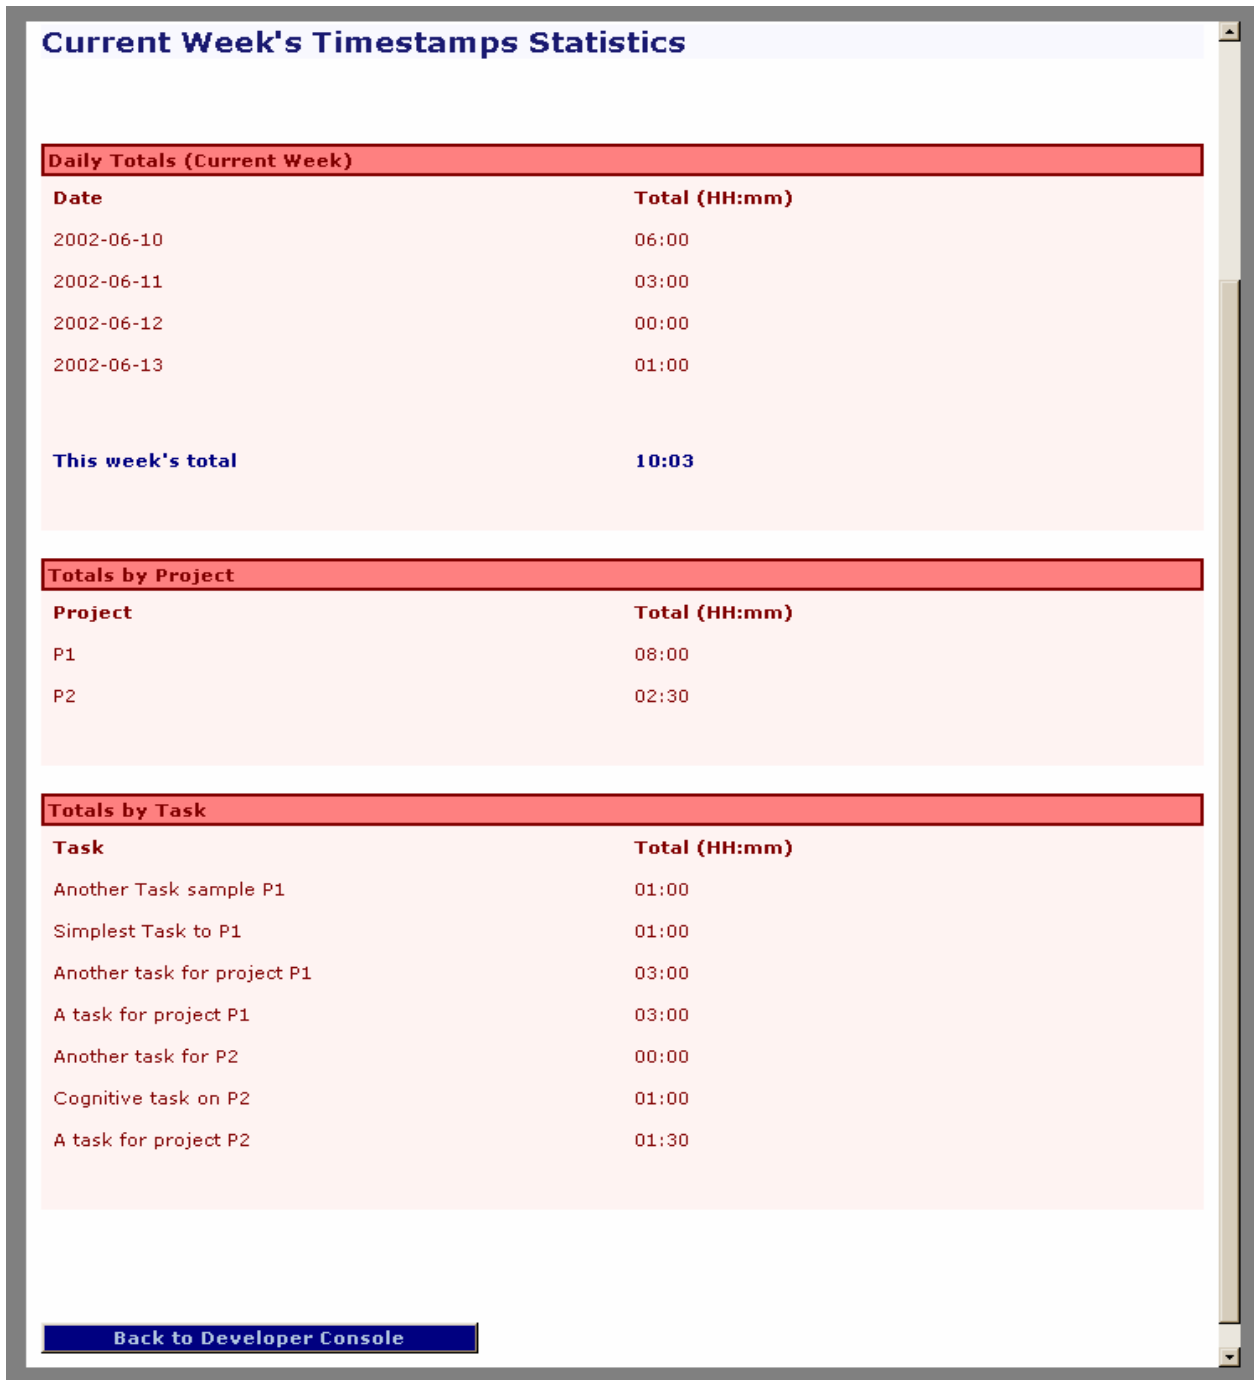 Current Week's Timestamps Statistics
Daily Totals (Current Week)
Date Total (HH:mm)
2002-06-10 06:00
2002-06-11 03:00
2002-06-12 00:00
2002-06-13 01:00
This week's total 10:03
Totals by Project
Project Total (HH:mm)
P1 08:00
P2 02:30
Totals by Task
Task Total (HH:mm)
Another Task sample P1 01:00
Simplest Task to P1 01:00
Another task for project P1 03:00
A task for project P1 03:00
Another task for P2 00:00
Cognitive task on P2 01:00
A task for project P2 01:30
Back to Developer Console